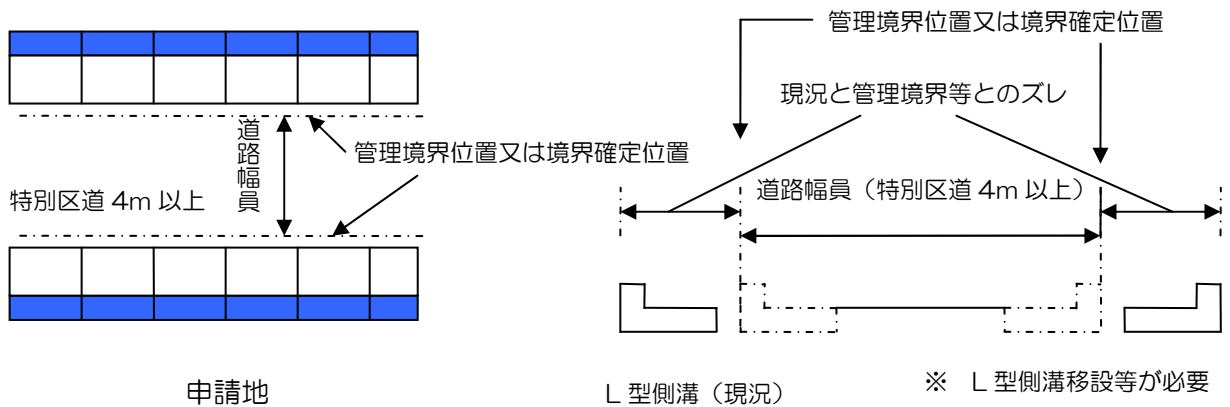 道路幅員
管理境界位置又は境界確定位置
特別区道 4m 以上
申請地
管理境界位置又は境界確定位置
現況と管理境界等とのズレ
道路幅員（特別区道 4m 以上）
L 型側溝（現況）
※ L 型側溝移設等が必要